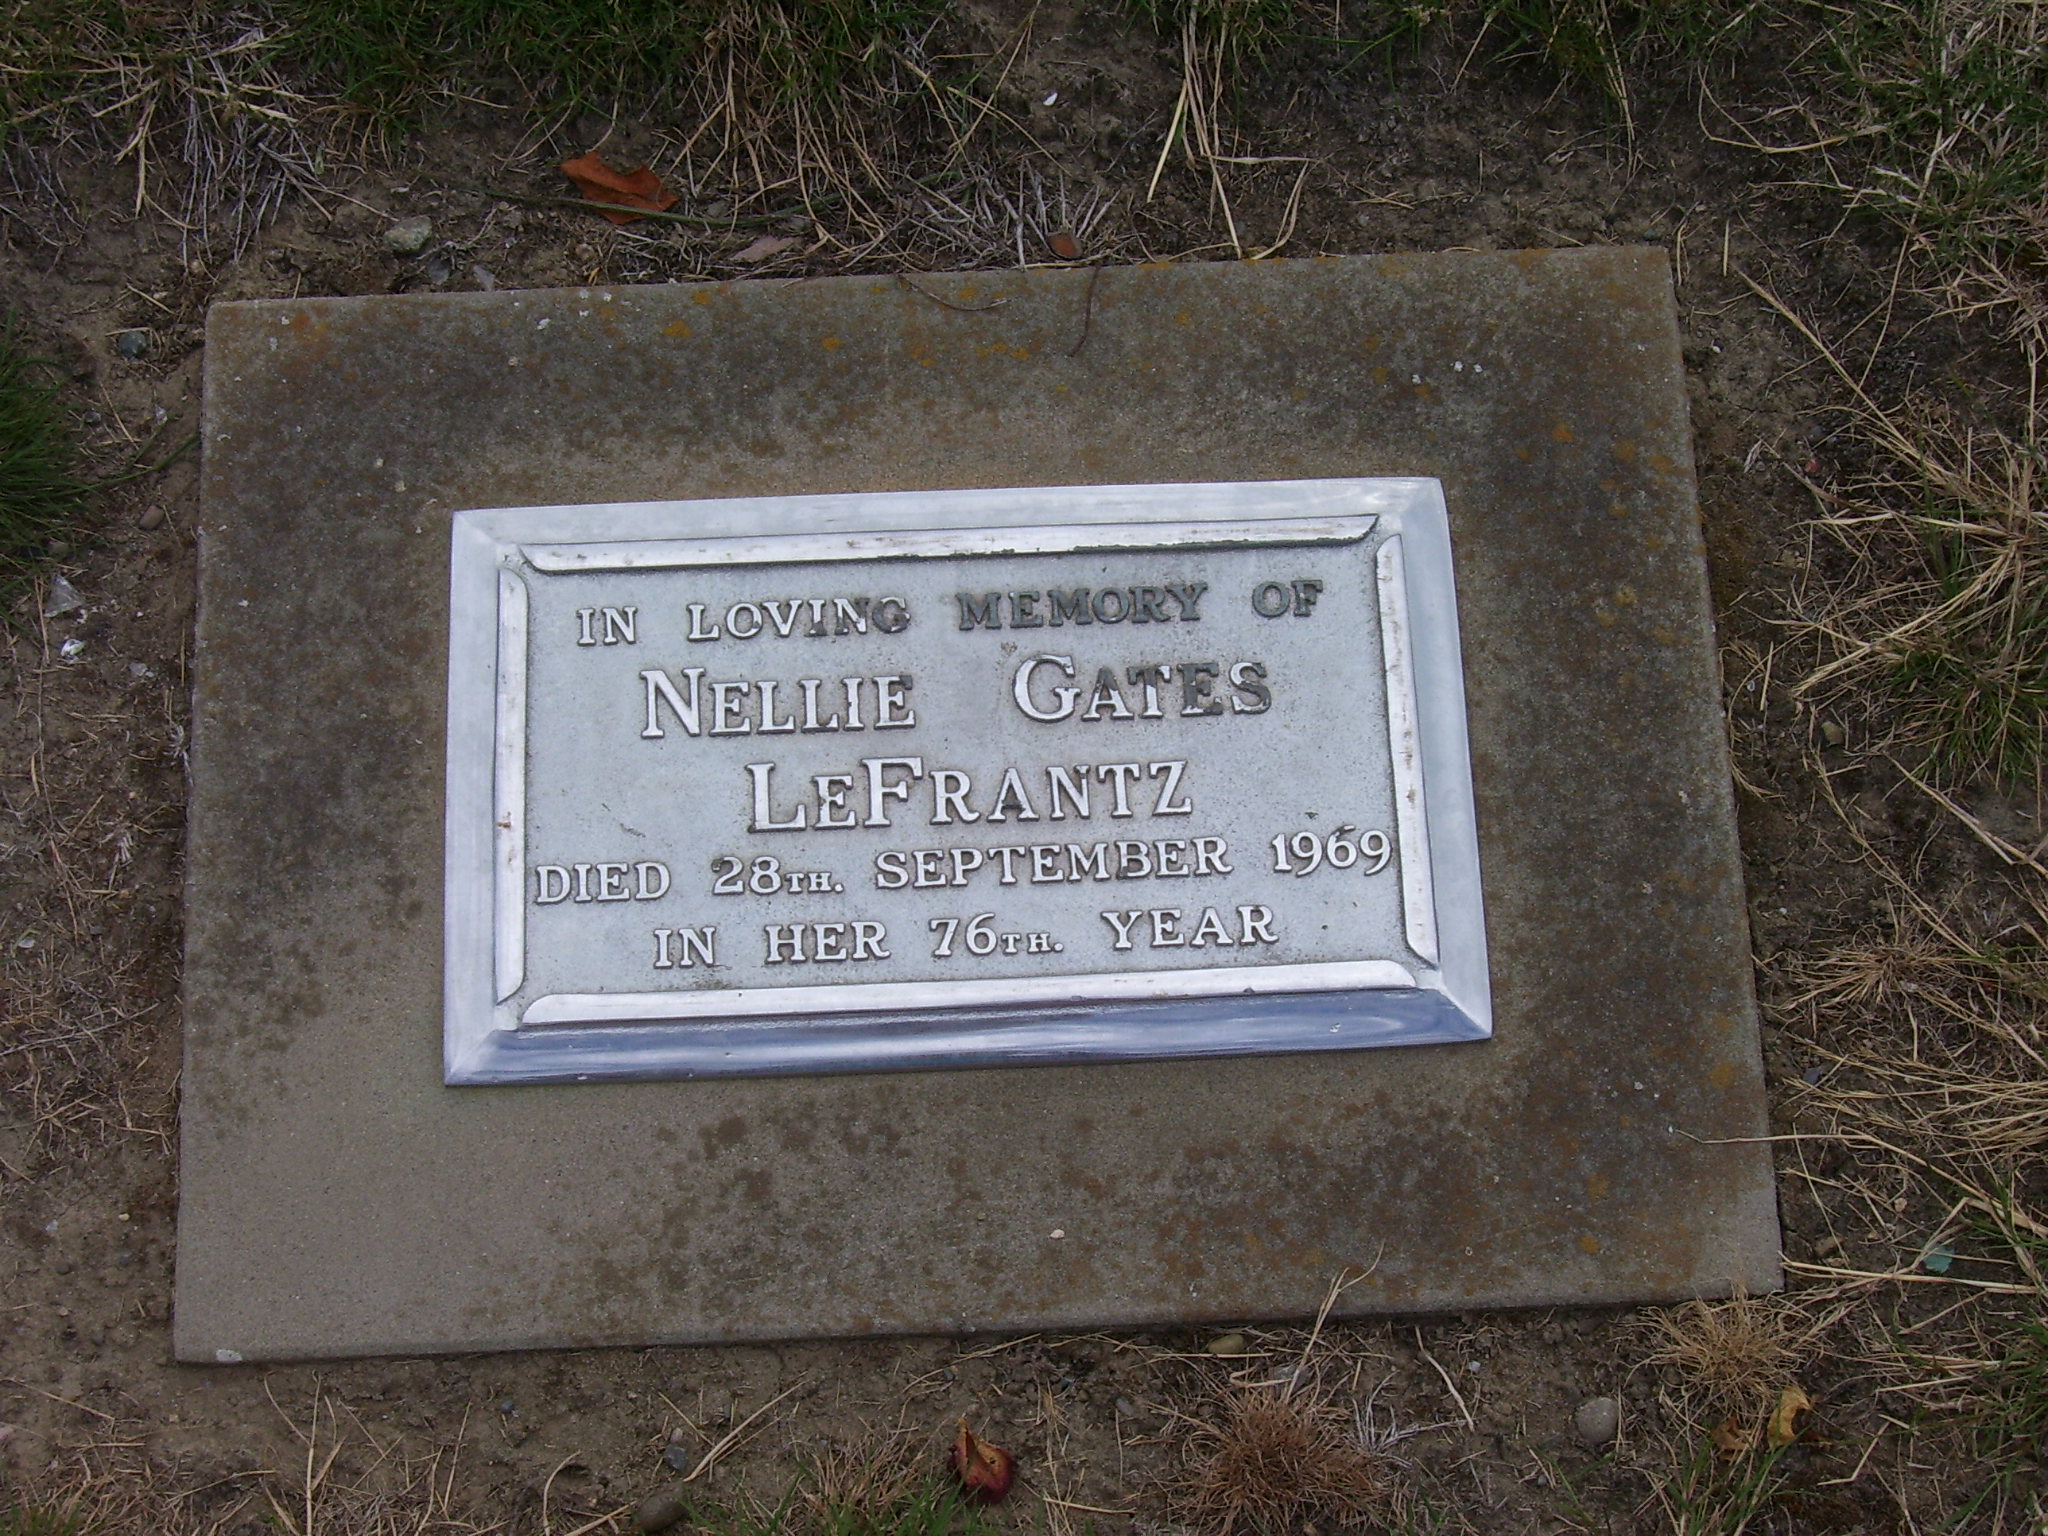 IN LOVING MEMORY OF
NELLIE GATES
LEFRANTZ
DIED 28TH. SEPTEMBER 1969
IN HER 76TH. YEAR